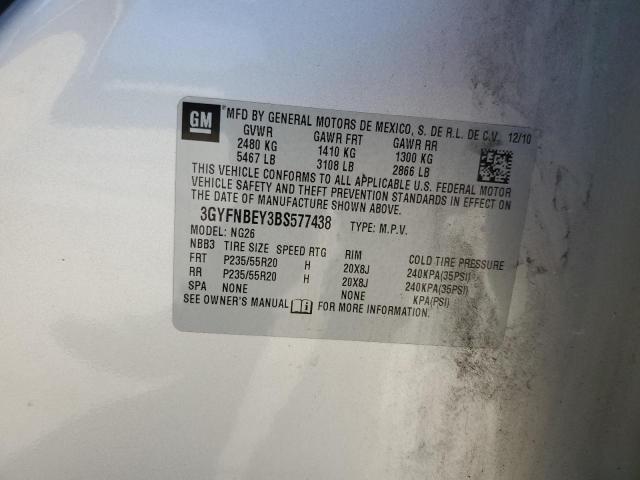 GM MFD BY GENERAL MOTORS DE MEXICO, S. DE R.L. DE C.V. 12/10
GVWR GAWR FRT GAWR RR
2480 KG 1410 KG 1300 KG
5467 LB 3108 LB 2866 LB
THIS VEHICLE CONFORMS TO ALL APPLICABLE U.S. FEDERAL MOTOR
VEHICLE SAFETY AND THEFT PREVENTION STANDARDS IN EFFECT ON
THE DATE OF MANUFACTURE SHOWN ABOVE.
3GYFNBEY3BS577438 TYPE: M.P.V.
MODEL: NG26
NBB3 TIRE SIZE SPEED RTG RIM COLD TIRE PRESSURE
FRT P235/55R20 H 20X8J 240KPA(35PSI)
RR P235/55R20 H 20X8J 240KPA(35PSI)
SPA NONE NONE KPA(PSI)
SEE OWNER'S MANUAL FOR MORE INFORMATION.